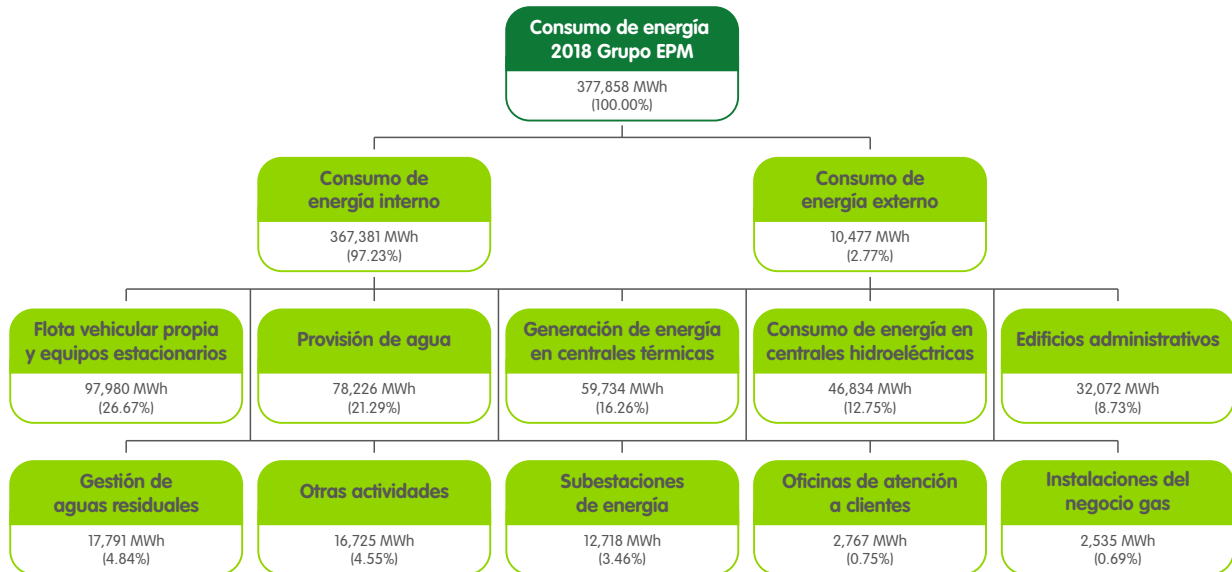 Consumo de energía
2018 Grupo EPM
377,858 MWh
(100.00%)
Consumo de
energía interno
367,381 MWh
(97.23%)
Consumo de
energía externo
10,477 MWh
(2.77%)
Flota vehicular propia
y equipos estacionarios
97,980 MWh
(26.67%)
Provisión de agua
78,226 MWh
(21.29%)
Generación de energía
en centrales térmicas
59,734 MWh
(16.26%)
Consumo de energía en
centrales hidroeléctricas
46,834 MWh
(12.75%)
Edificios administrativos
32,072 MWh
(8.73%)
Gestión de
aguas residuales
17,791 MWh
(4.84%)
Otras actividades
16,725 MWh
(4.55%)
Subestaciones
de energía
12,718 MWh
(3.46%)
Oficinas de atención
a clientes
2,767 MWh
(0.75%)
Instalaciones del
negocio gas
2,535 MWh
(0.69%)